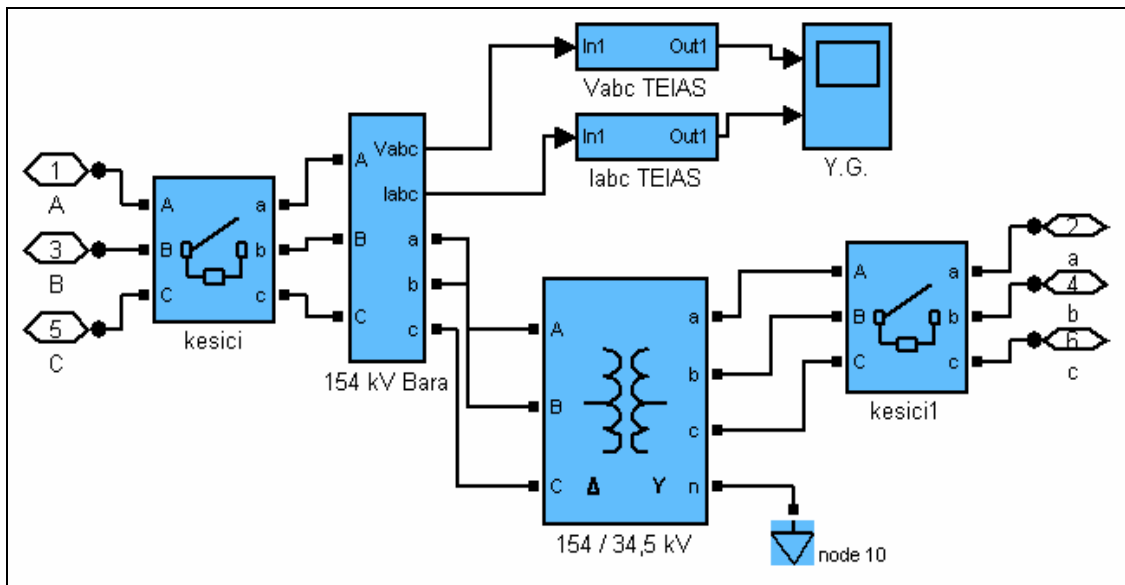 In1 Out1
Vabc TEIAS
In1 Out1
Iabc TEIAS
Y.G.
1
A
3
B
5
C
A a
B b
C c
kesici
Vabc
A
Iabc
B a
b
C c
154 kV Bara
A a
B b
c
C Δ Y n
154 / 34,5 kV
node 10
A a
B b
C c
kesici1
2
a
4
b
6
c